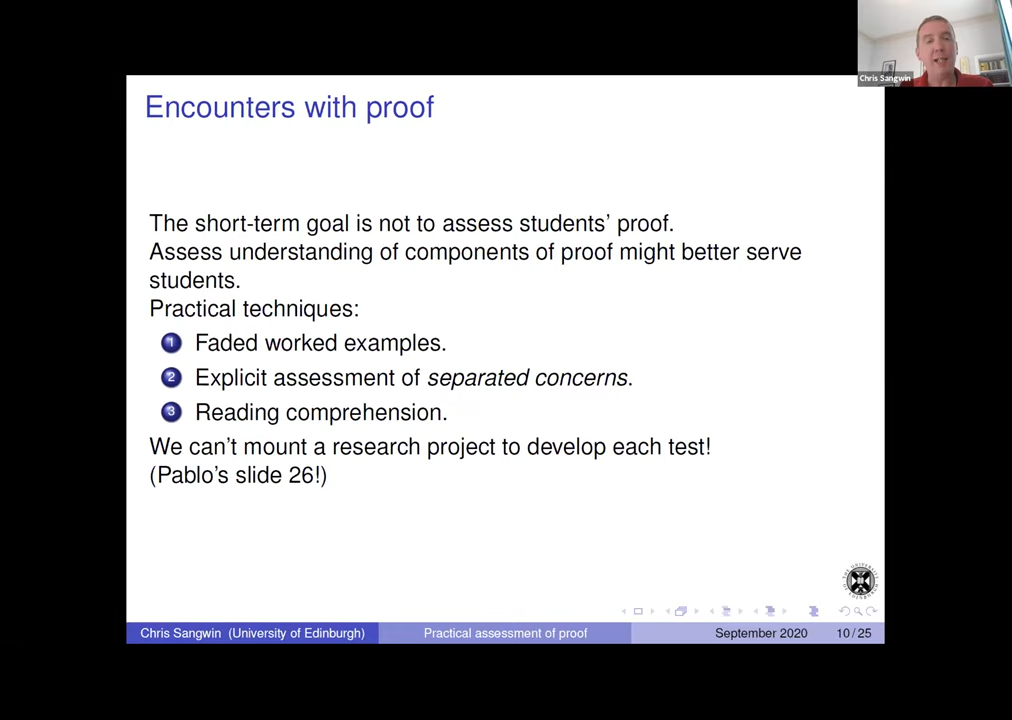 Chris Sangwin
Encounters with proof
The short-term goal is not to assess students' proof.
Assess understanding of components of proof might better serve
students.
Practical techniques:
1 Faded worked examples.
2 Explicit assessment of separated concerns.
3 Reading comprehension.
We can't mount a research project to develop each test!
(Pablo's slide 26!)
Chris Sangwin (University of Edinburgh) Practical assessment of proof September 2020 10/25